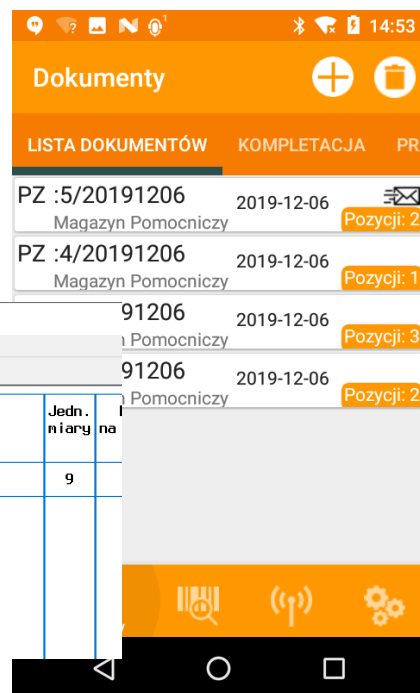 14:53
Dokumenty
LISTA DOKUMENTÓW KOMPLETACJA PR
PZ :5/20191206 2019-12-06
Magazyn Pomocniczy Pozycji: 2
PZ :4/20191206 2019-12-06
Magazyn Pomocniczy Pozycji: 1
91206 2019-12-06
Pomocniczy Pozycji: 3
91206 2019-12-06
Pomocniczy Pozycji: 2
Jedn.
miary na
9